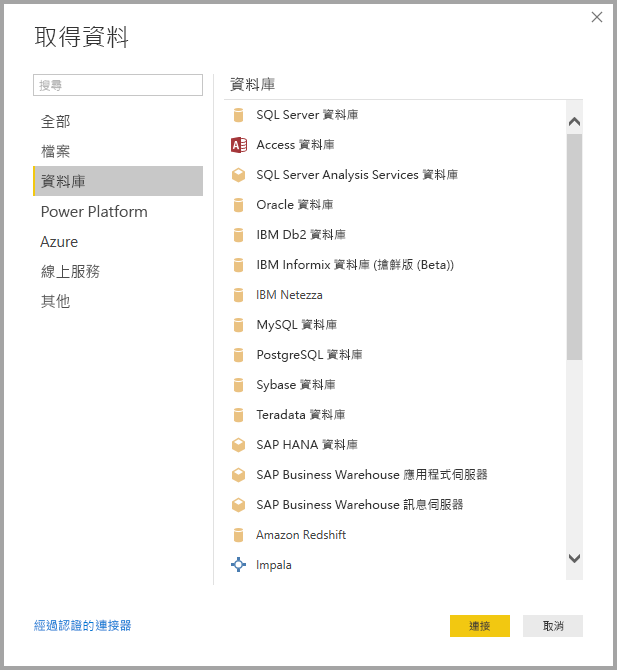 取得資料
搜尋
全部
檔案
資料庫
Power Platform
Azure
線上服務
其他
資料庫
SQL Server 資料庫
Access 資料庫
SQL Server Analysis Services 資料庫
Oracle 資料庫
IBM Db2 資料庫
IBM Informix 資料庫 (搶鮮版 (Beta))
IBM Netezza
MySQL 資料庫
PostgreSQL 資料庫
Sybase 資料庫
Teradata 資料庫
SAP HANA 資料庫
SAP Business Warehouse 應用程式伺服器
SAP Business Warehouse 訊息伺服器
Amazon Redshift
Impala
經過認證的連接器
連接
取消